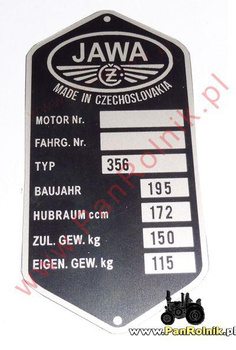 JAWA
ČZ
MADE IN CZECHOSLOVAKIA
MOTOR Nr.
FAHRG. Nr.
TYP 356
BAUJAHR 195
HUBRAUM ccm 172
ZUL. GEW. kg 150
EIGEN. GEW. kg 115
www.PanRolnik.pl
www.PanRolnik.pl